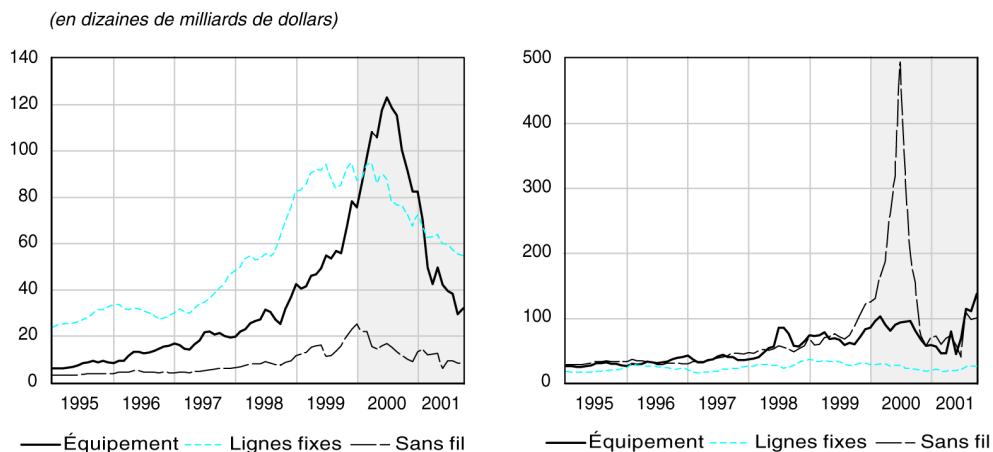 (en dizaines de milliards de dollars)
140
120
100
80
60
40
20
0
1995 1996 1997 1998 1999 2000 2001
Équipement Lignes fixes Sans fil
500
400
300
200
100
0
1995 1996 1997 1998 1999 2000 2001
Équipement Lignes fixes Sans fil